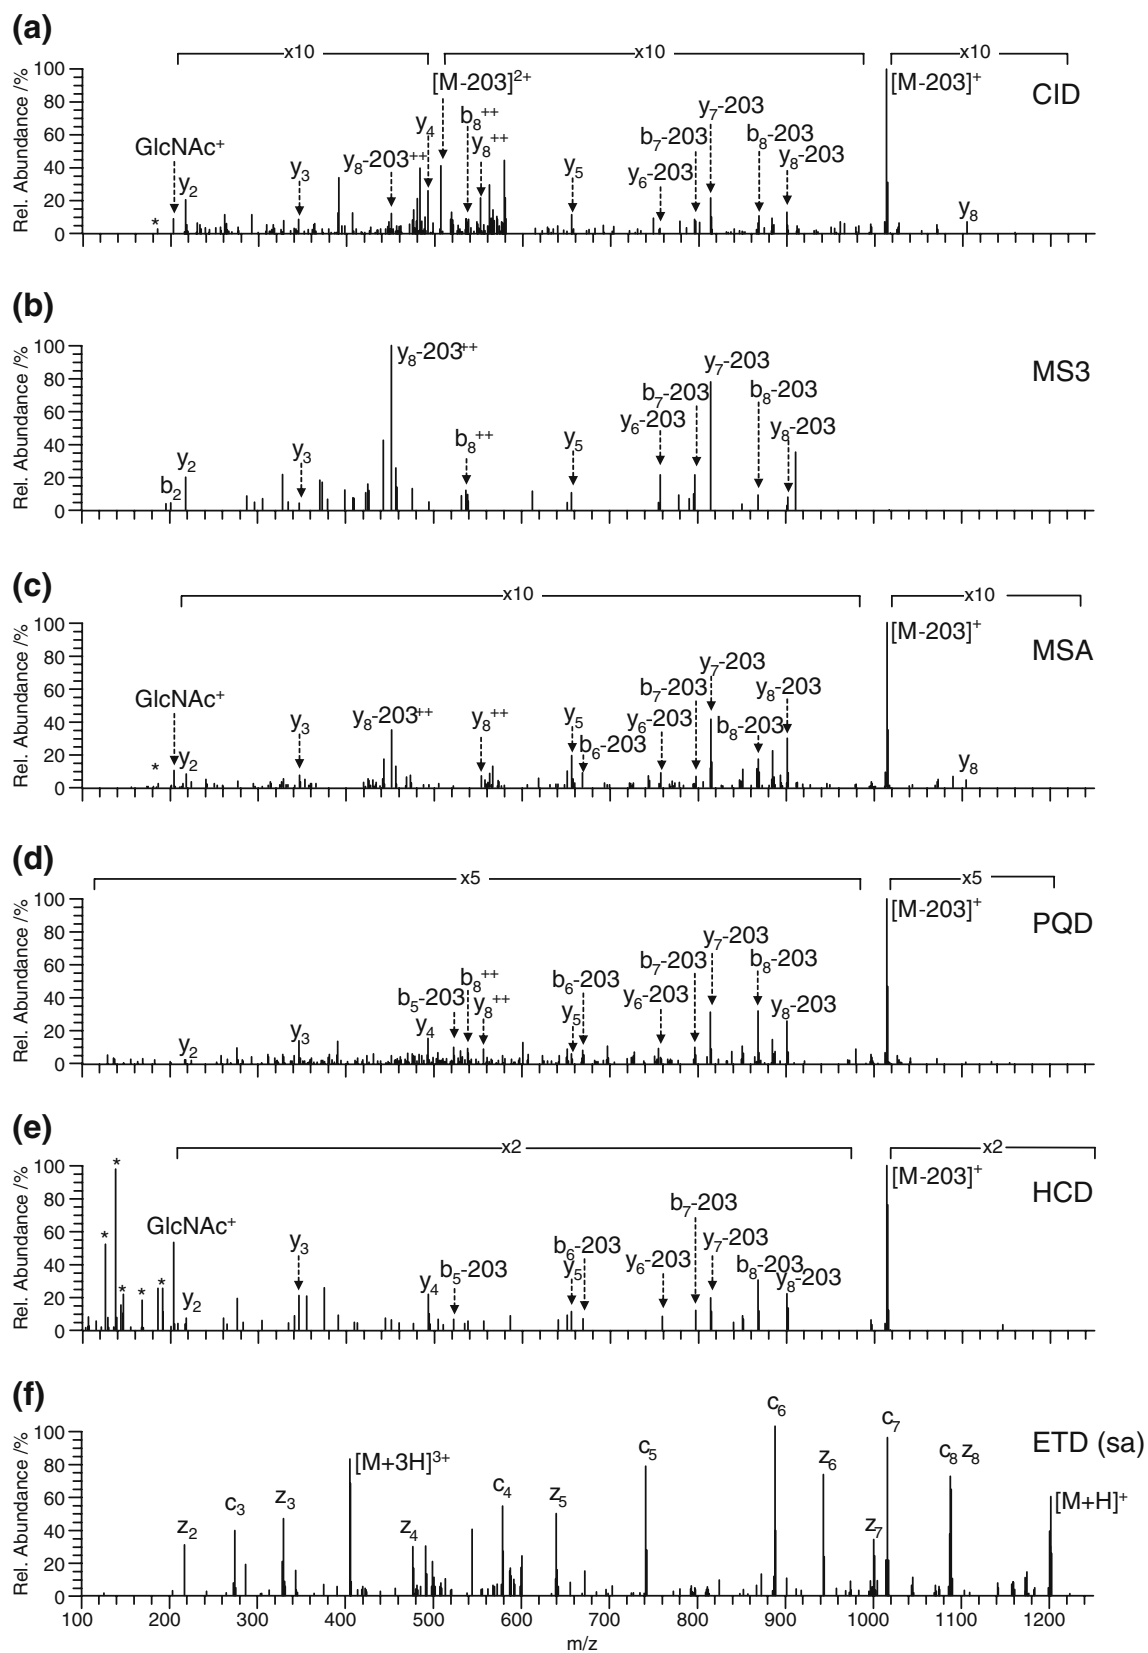 (a)
x10 x10 x10
100 [M-203]²⁺ [M-203]⁺ CID
80 y₇-203
60 GlcNAc⁺ y₄ b₈⁺⁺ b₇-203 b₈-203
40 y₂ y₃ y₈-203⁺⁺ y₈⁺⁺ y₅ y₆-203 y₈-203
20 * y₈
0
Rel. Abundance /%
(b)
100 y₈-203⁺⁺ y₇-203 MS3
80 b₇-203 b₈-203
60 y₆-203 y₈-203
40 y₂ y₃ b₈⁺⁺ y₅
20 b₂
0
Rel. Abundance /%
(c)
x10 x10
100 [M-203]⁺ MSA
80 y₇-203
60 GlcNAc⁺ b₇-203 y₈-203
40 y₃ y₈-203⁺⁺ y₈⁺⁺ y₅ y₆-203 b₈-203
20 * y₂ b₆-203 y₈
0
Rel. Abundance /%
(d)
x5 x5
100 [M-203]⁺ PQD
80 y₇-203
60 b₈⁺⁺ b₆-203 b₇-203 b₈-203
40 b₅-203 y₈⁺⁺ y₆-203 y₈-203
20 y₂ y₃ y₄ y₅
0
Rel. Abundance /%
(e)
x2 x2
100 * [M-203]⁺ HCD
80 b₇-203
60 * GlcNAc⁺ y₃ b₆-203 y₇-203
40 * * * y₄ b₅-203 y₅ y₆-203 b₈-203 y₈-203
20 y₂
0
Rel. Abundance /%
(f)
c₆
100 c₇ ETD (sa)
80 [M+3H]³⁺ c₅ z₆ c₈ z₈
60 c₃ z₃ c₄ z₅ [M+H]⁺
40 z₂ z₄ z₇
20
0
Rel. Abundance /%
100 200 300 400 500 600 700 800 900 1000 1100 1200
m/z